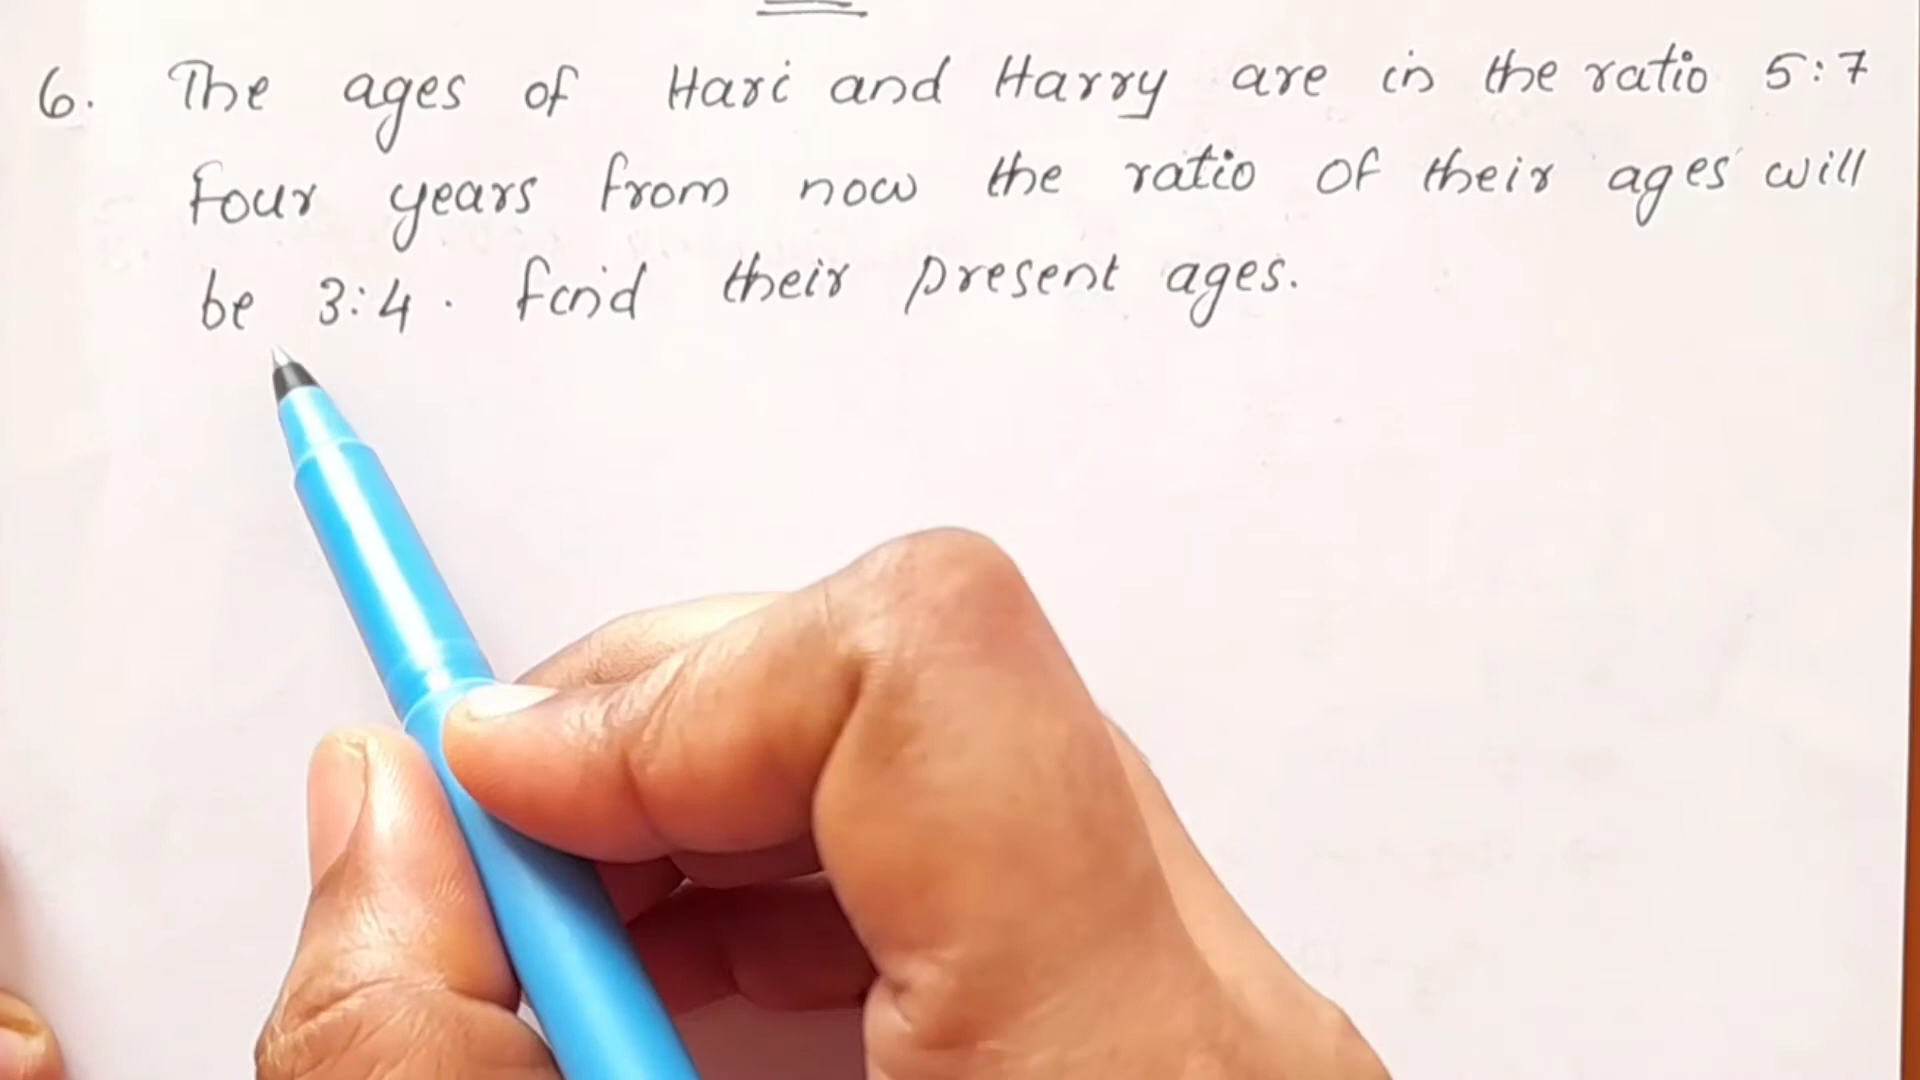 6. The ages of Hari and Harry are in the ratio 5:7
Four years from now the ratio of their ages will
be 3:4. find their present ages.